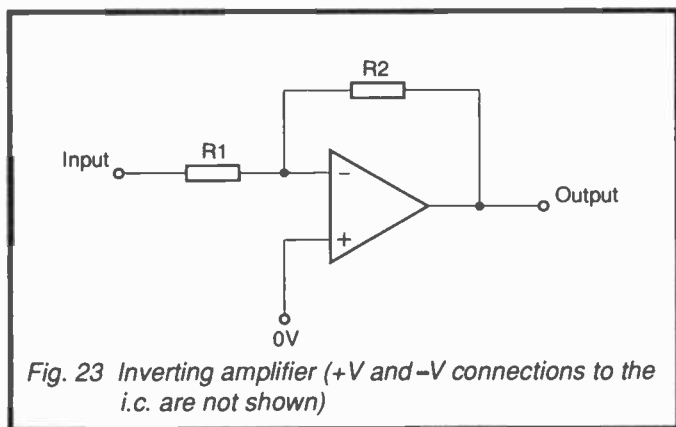 R2
Input
R1
−
Output
+
0V
Fig. 23 Inverting amplifier (+V and –V connections to the
i.c. are not shown)